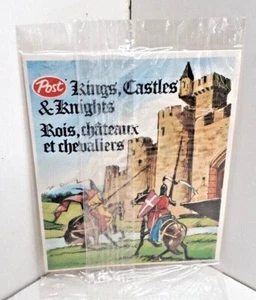 Post
Kings, Castles
& Knights
Rois, châteaux
et chevaliers